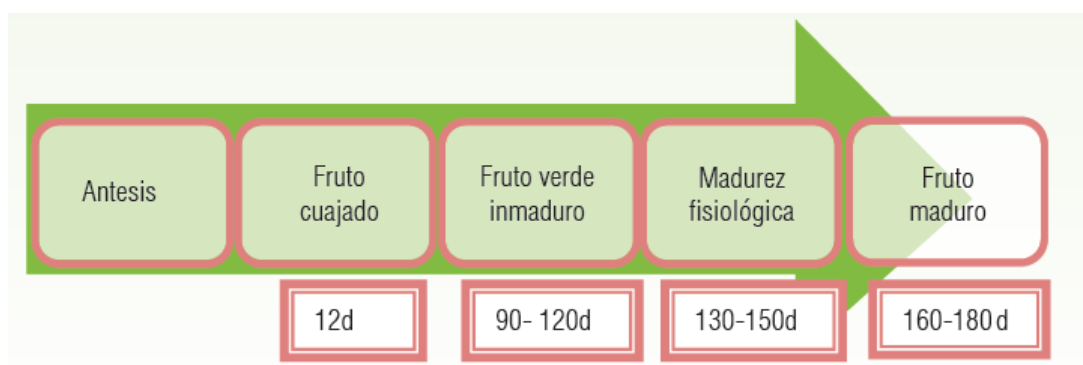 Antesis
Fruto
cuajado
Fruto verde
inmaduro
Madurez
fisiológica
Fruto
maduro
12d
90- 120d
130-150d
160-180 d